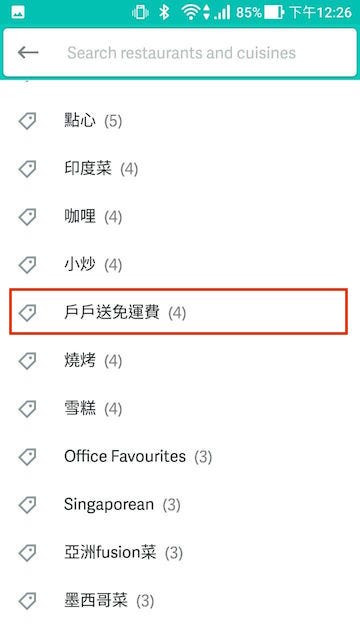 85% 下午12:26
Search restaurants and cuisines
點心 (5)
印度菜 (4)
咖哩 (4)
小炒 (4)
戶戶送免運費 (4)
燒烤 (4)
雪糕 (4)
Office Favourites (3)
Singaporean (3)
亞洲fusion菜 (3)
墨西哥菜 (3)